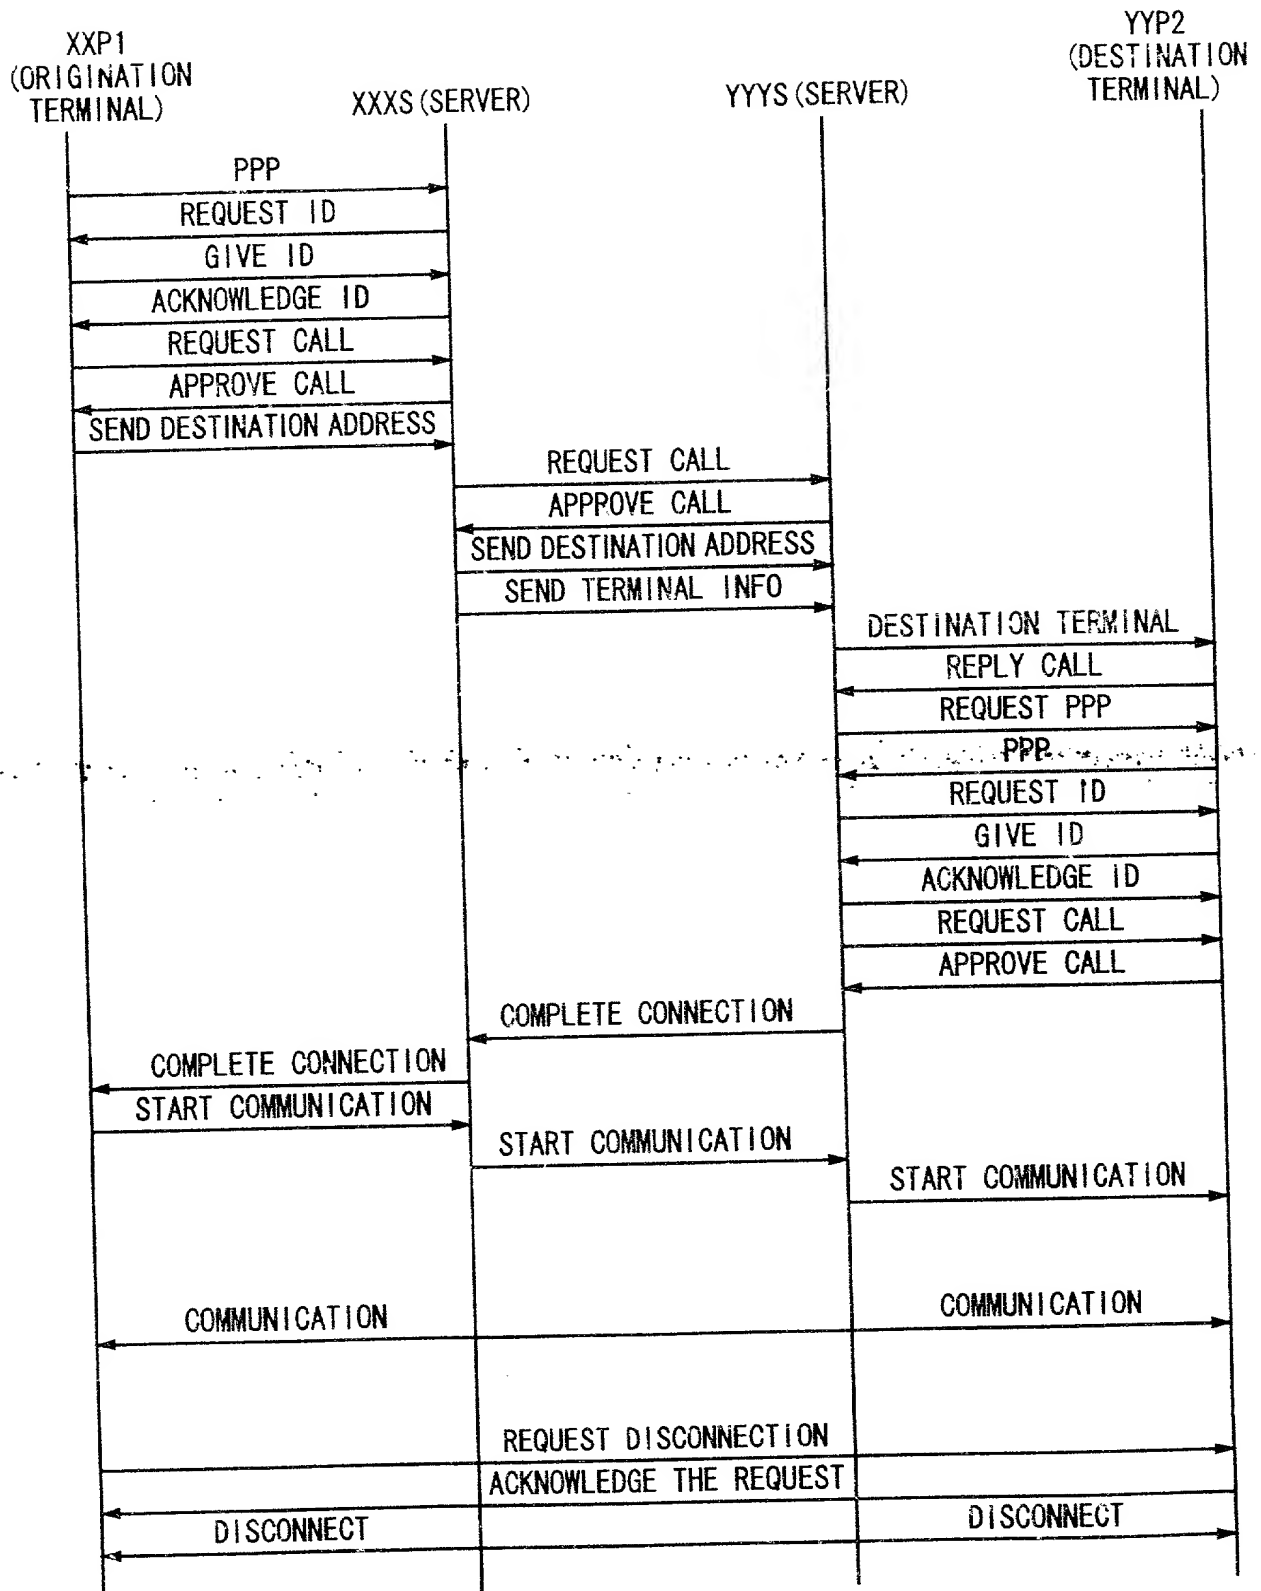 XXP1
(ORIGINATION
TERMINAL)
XXXS(SERVER)
YYYS(SERVER)
YYP2
(DESTINATION
TERMINAL)
PPP
REQUEST ID
GIVE ID
ACKNOWLEDGE ID
REQUEST CALL
APPROVE CALL
SEND DESTINATION ADDRESS
REQUEST CALL
APPROVE CALL
SEND DESTINATION ADDRESS
SEND TERMINAL INFO
DESTINATION TERMINAL
REPLY CALL
REQUEST PPP
PPP
REQUEST ID
GIVE ID
ACKNOWLEDGE ID
REQUEST CALL
APPROVE CALL
COMPLETE CONNECTION
COMPLETE CONNECTION
START COMMUNICATION
START COMMUNICATION
START COMMUNICATION
COMMUNICATION
COMMUNICATION
REQUEST DISCONNECTION
ACKNOWLEDGE THE REQUEST
DISCONNECT
DISCONNECT